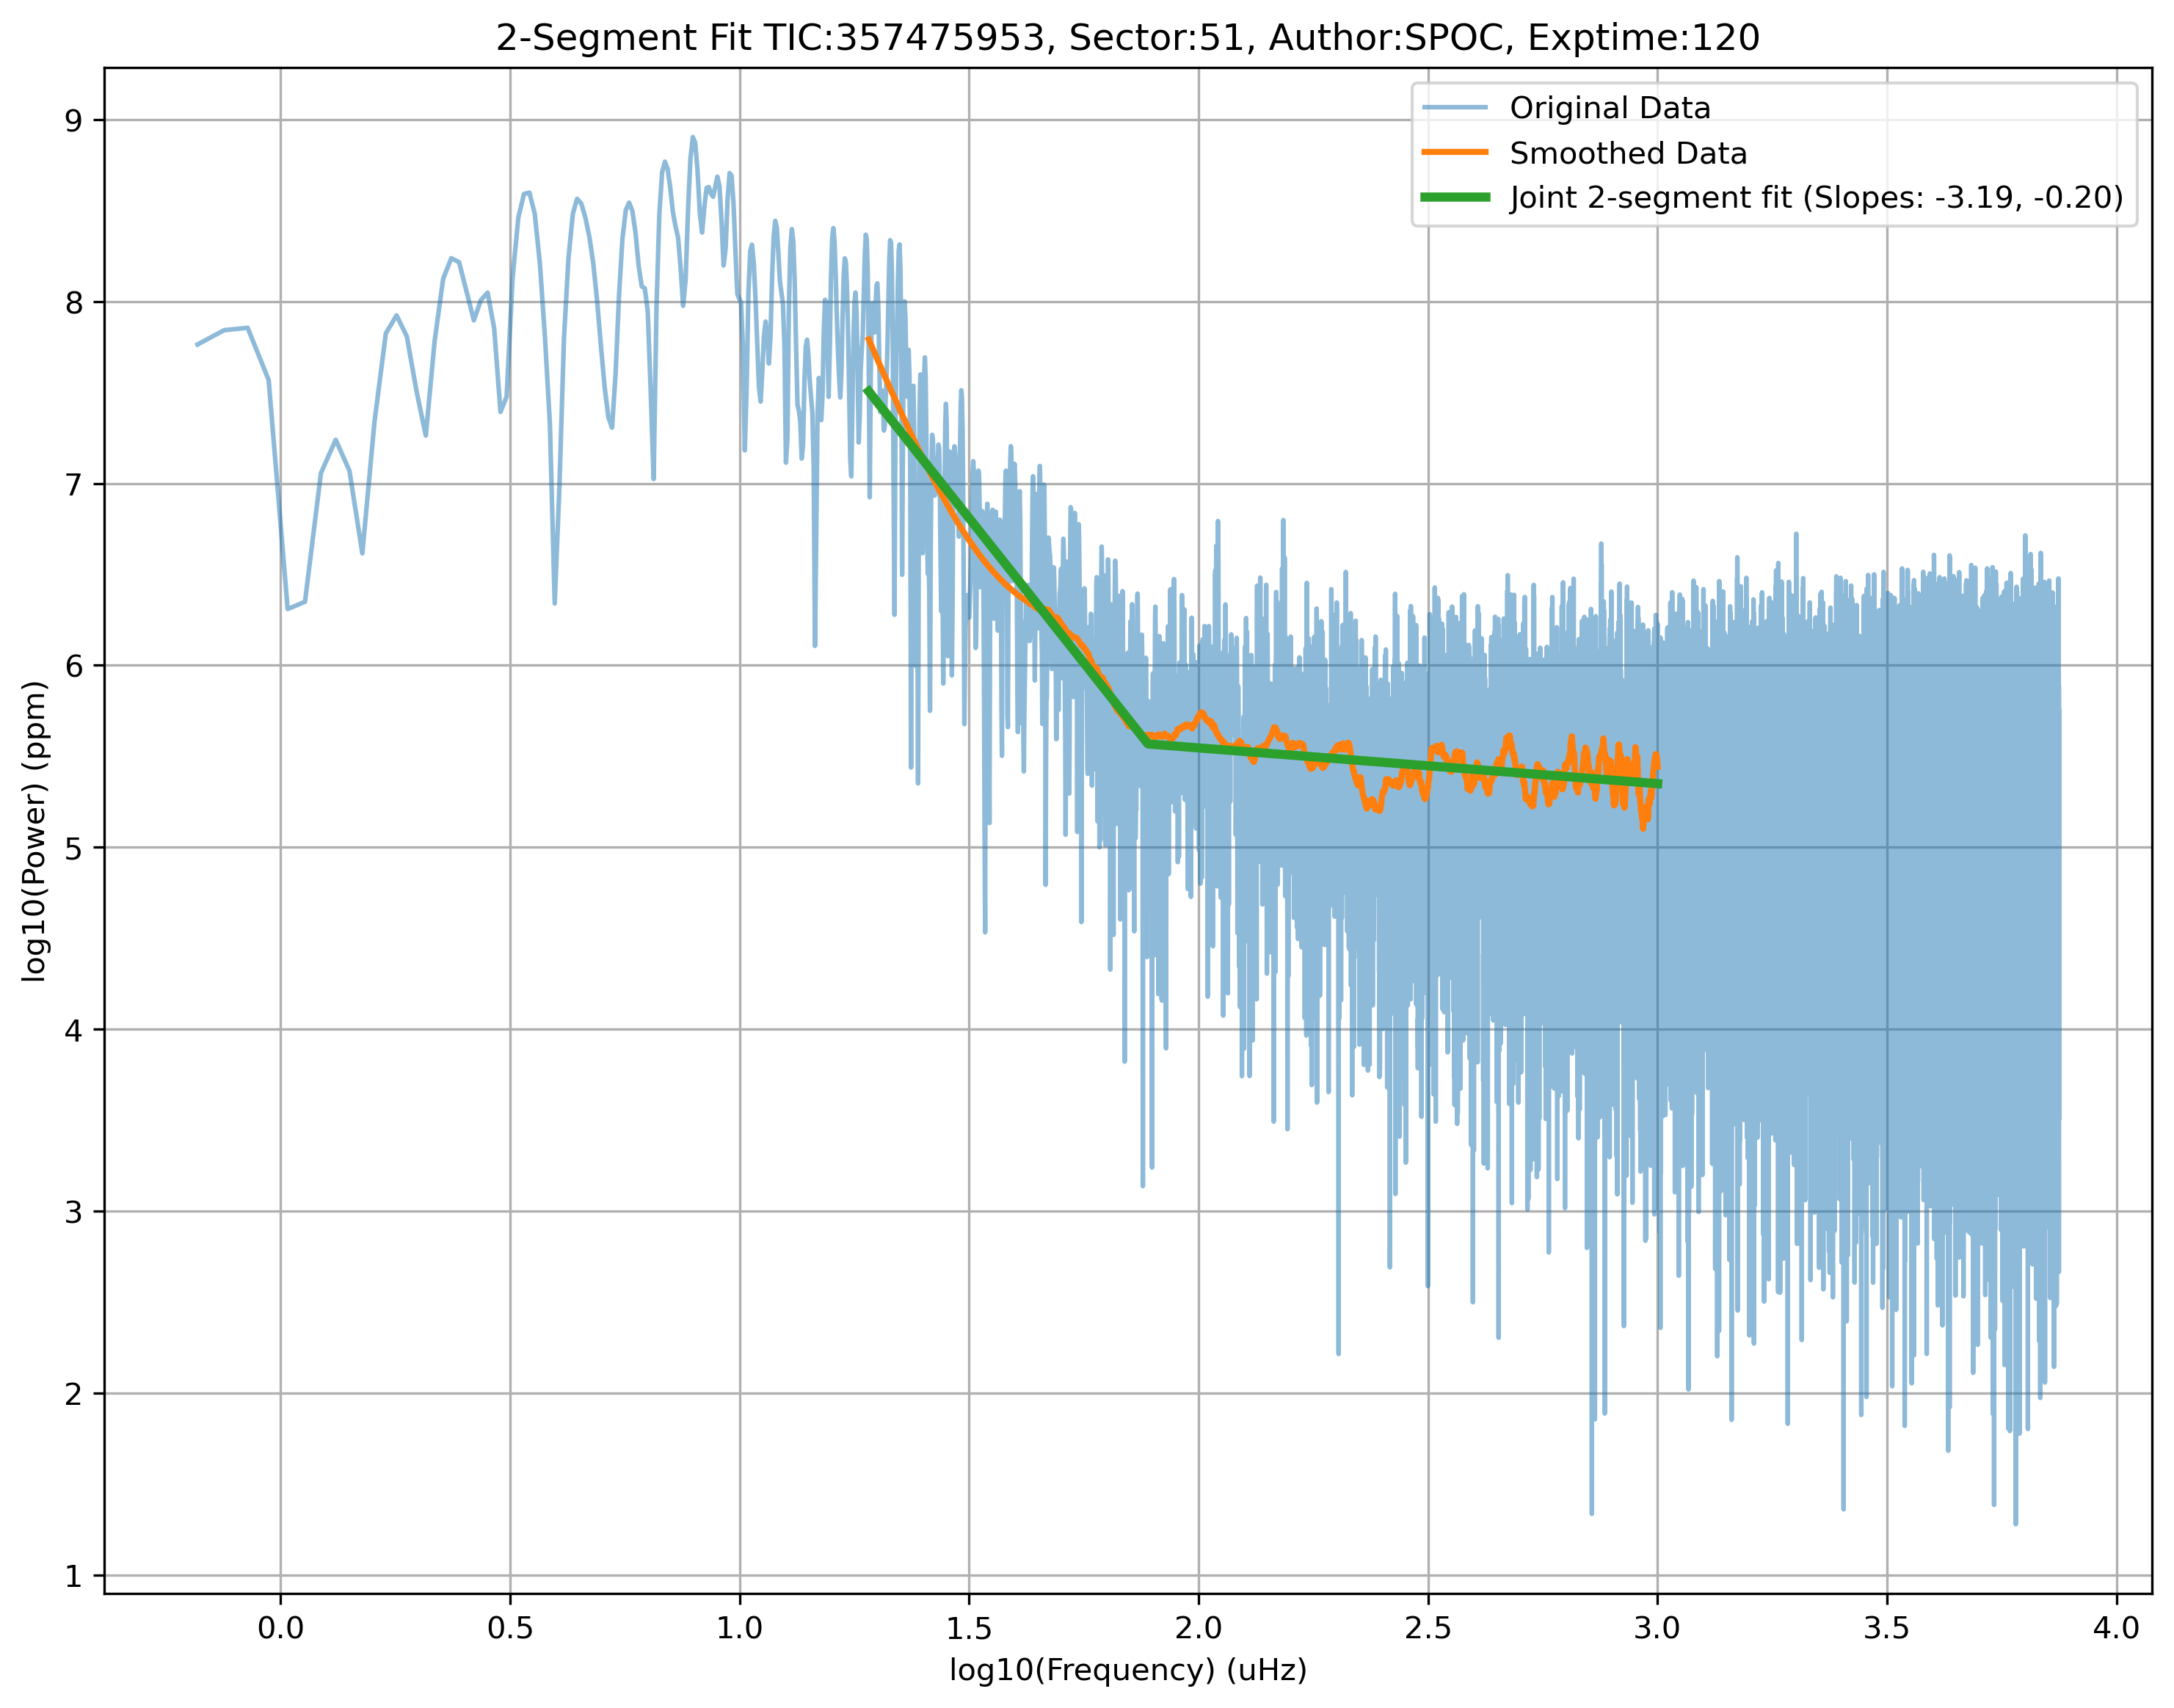 2-Segment Fit TIC:357475953, Sector:51, Author:SPOC, Exptime:120
Original Data
Smoothed Data
Joint 2-segment fit (Slopes: -3.19, -0.20)
log10(Power) (ppm)
9
8
7
6
5
4
3
2
1
0.0 0.5 1.0 1.5 2.0 2.5 3.0 3.5 4.0
log10(Frequency) (uHz)